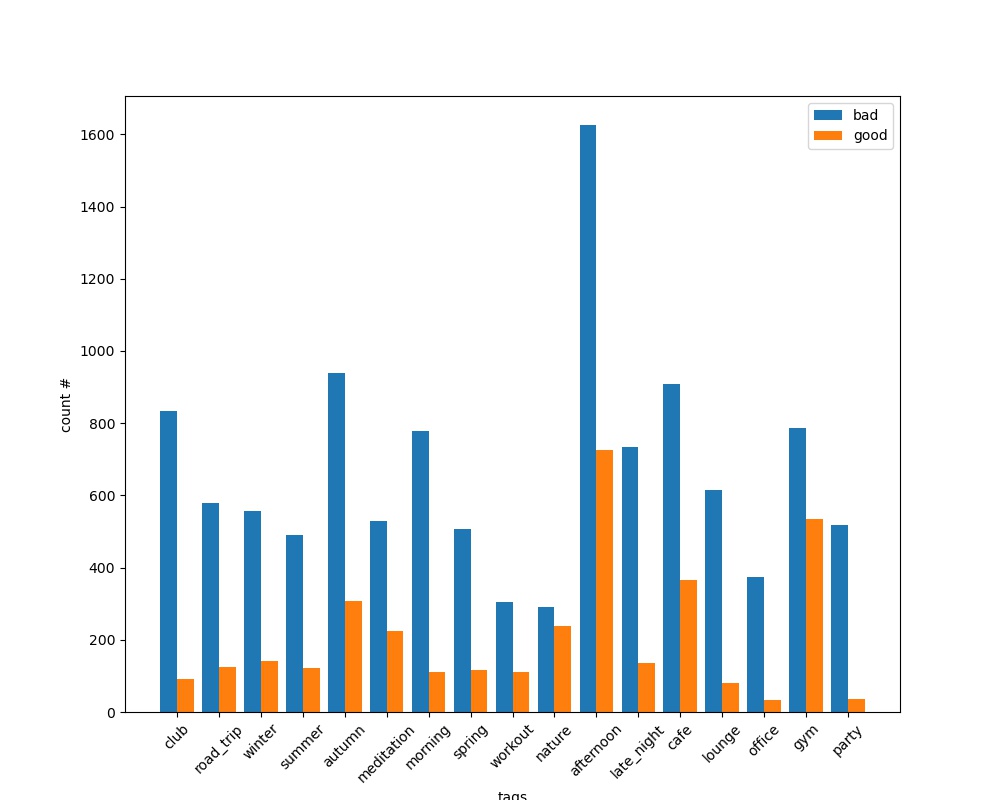 bad
good
1600
1400
1200
1000
800
600
400
200
0
count #
club
road_trip
winter
summer
autumn
meditation
morning
spring
workout
nature
afternoon
late_night
cafe
lounge
office
gym
party
tags